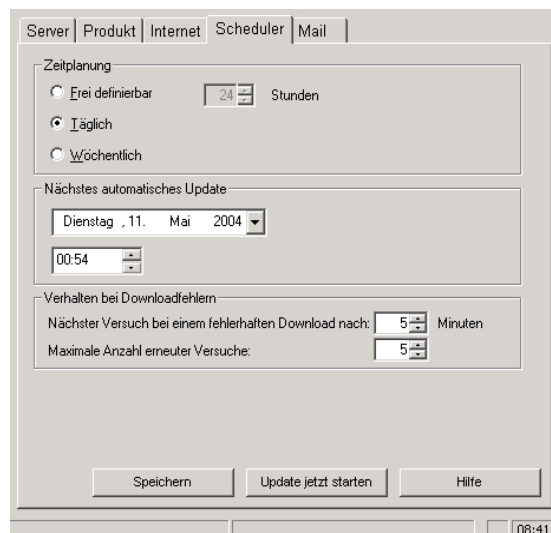 Server Produkt Internet Scheduler Mail
Zeitplanung
Frei definierbar 24 Stunden
Täglich
Wöchentlich
Nächstes automatisches Update
Dienstag , 11. Mai 2004
00:54
Verhalten bei Downloadfehlern
Nächster Versuch bei einem fehlerhaften Download nach: 5 Minuten
Maximale Anzahl erneuter Versuche: 5
Speichern Update jetzt starten Hilfe
08:41